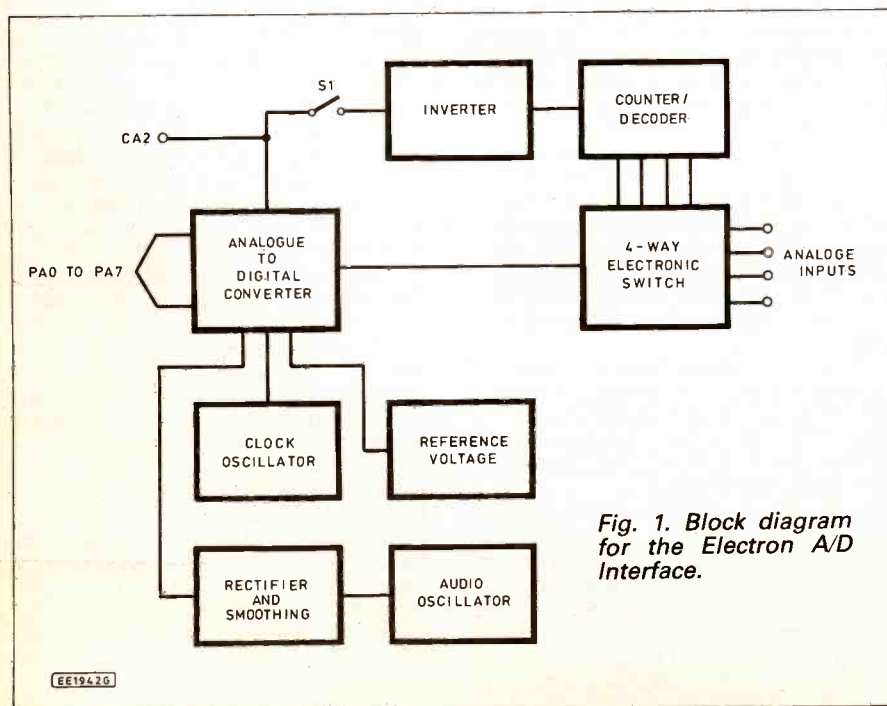 S1
INVERTER
COUNTER/
DECODER
CA2
ANALOGUE
TO
DIGITAL
CONVERTER
PA0 TO PA7
4-WAY
ELECTRONIC
SWITCH
ANALOGE
INPUTS
CLOCK
OSCILLATOR
REFERENCE
VOLTAGE
RECTIFIER
AND
SMOOTHING
AUDIO
OSCILLATOR
Fig. 1. Block diagram
for the Electron A/D
Interface.
EE1942G